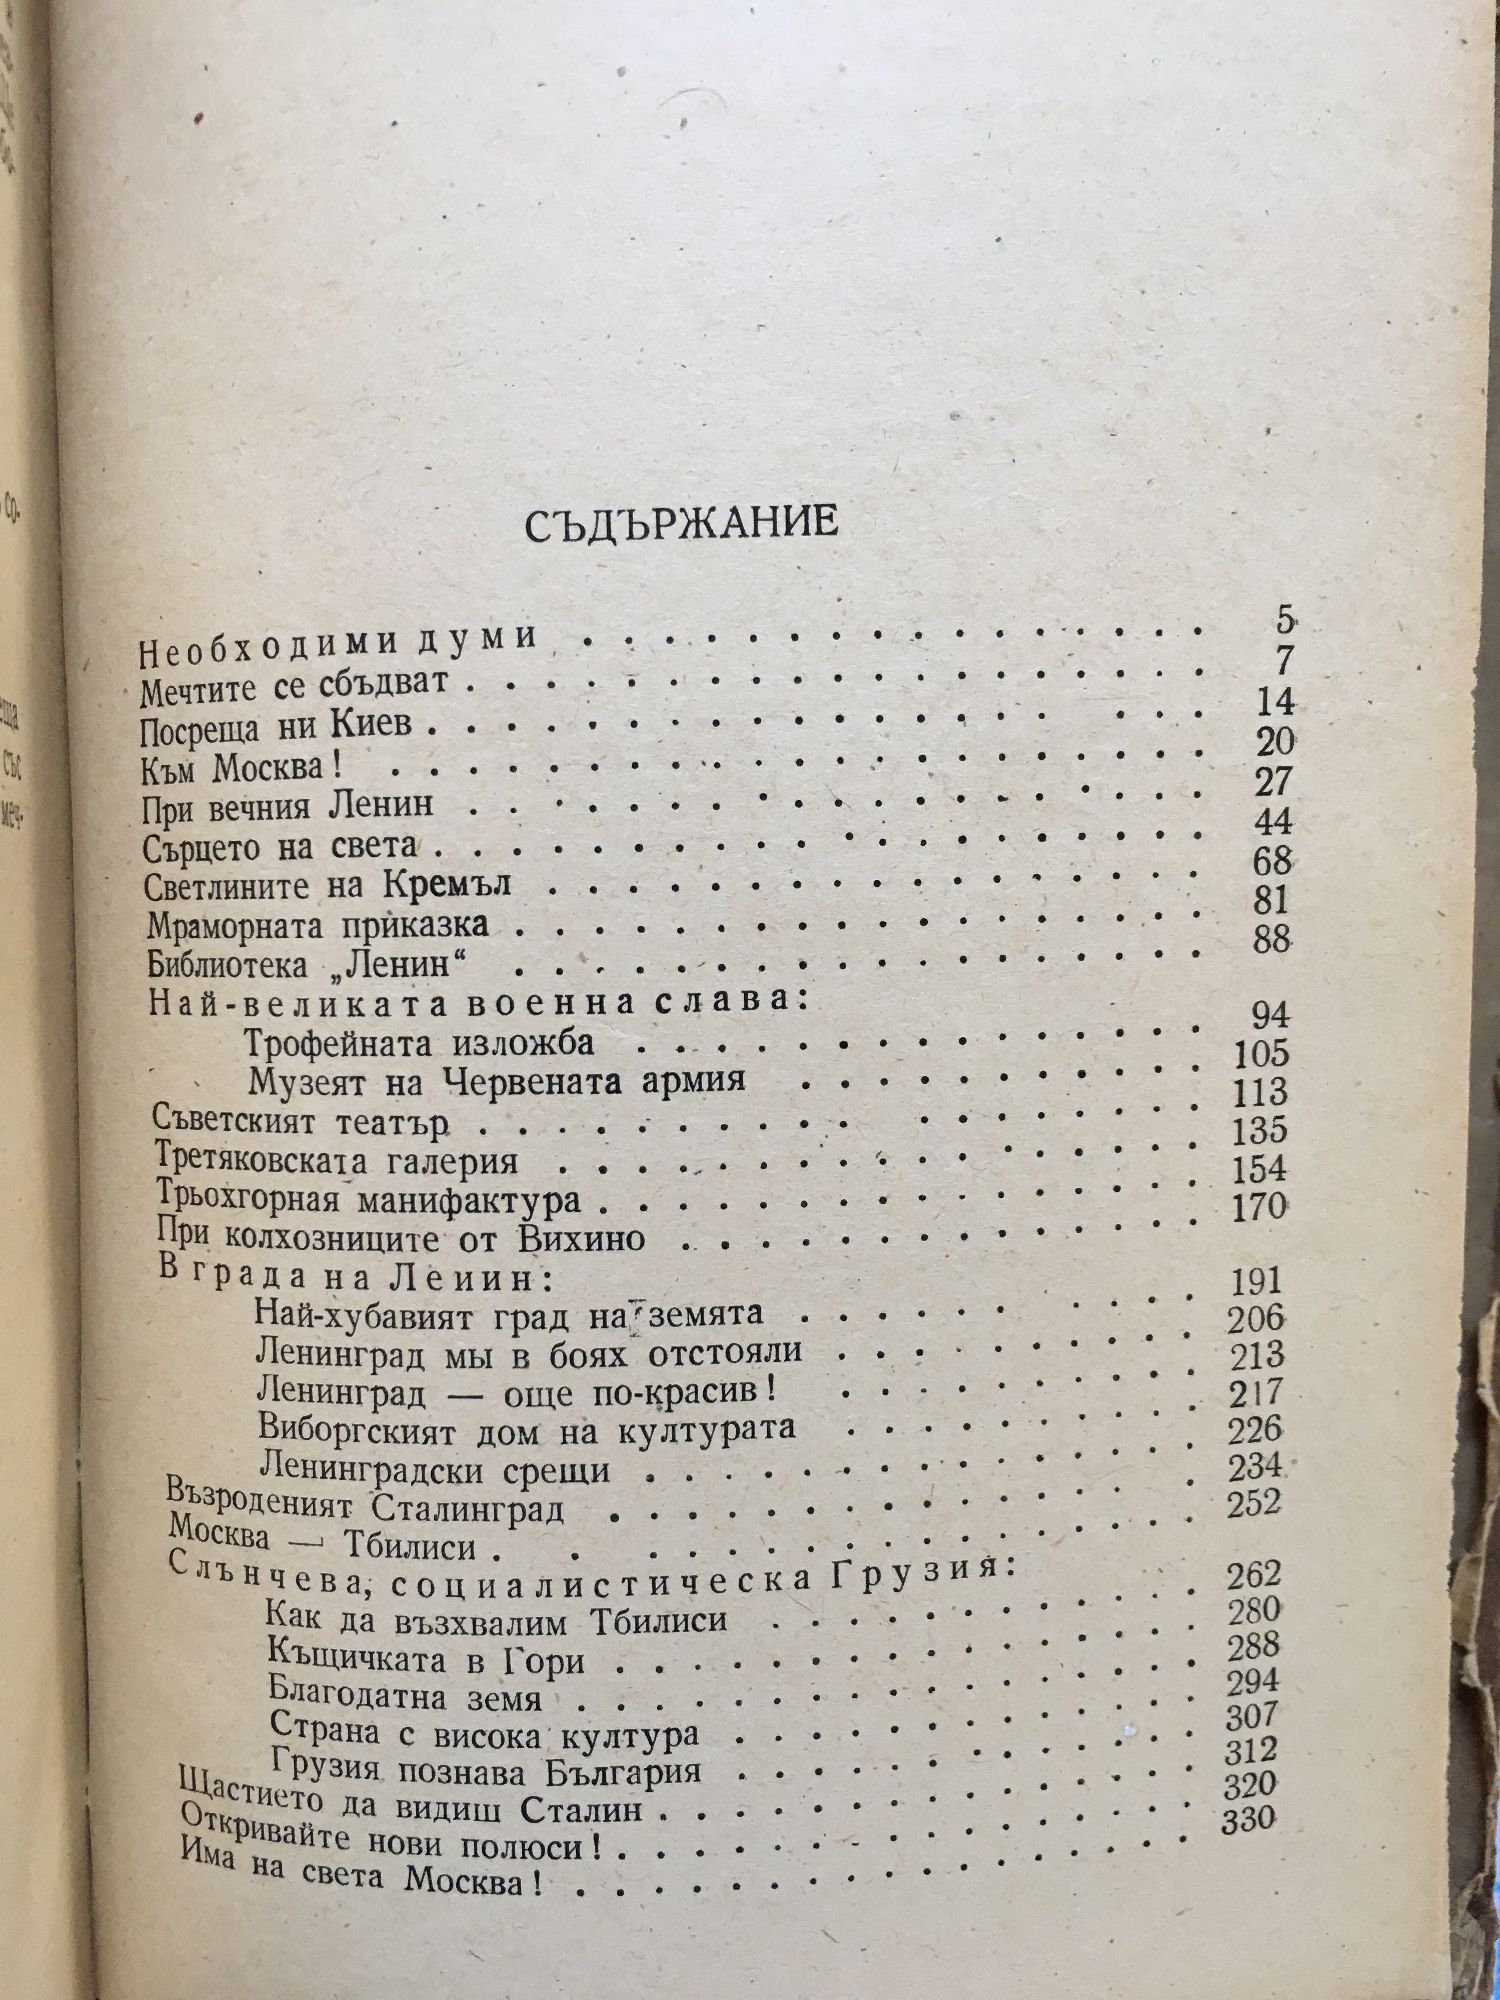 СЪДЪРЖАНИЕ
Необходими думи . . . . . . . . . . . . . . . . 5
Мечтите се сбъдват . . . . . . . . . . . . . . . . . . . 7
Посреща ни Киев . . . . . . . . . . . . . . . . . . . 14
Към Москва! . . . . . . . . . . . . . . . . . . . . . 20
При вечния Ленин . . . . . . . . . . . . . . . . . . . 27
Сърцето на света . . . . . . . . . . . . . . . . . . . . 44
Светлините на Кремъл . . . . . . . . . . . . . . . . . 68
Мраморната приказка . . . . . . . . . . . . . . . . . . 81
Библиотека „Ленин“ . . . . . . . . . . . . . . . . . . 88
Най-великата военна слава:
Трофейната изложба . . . . . . . . . . . . . . . 94
Музеят на Червената армия . . . . . . . . . . . 105
Съветският театър . . . . . . . . . . . . . . . . . . 113
Третяковската галерия . . . . . . . . . . . . . . . . . 135
Трьохгорная манифактура . . . . . . . . . . . . . . . . 154
При колхозниците от Вихино . . . . . . . . . . . . . . 170
В града на Ленин:
Най-хубавият град на земята . . . . . . . . . . 191
Ленинград мы в боях отстояли . . . . . . . . . . 206
Ленинград — още по-красив! . . . . . . . . . . 213
Виборгският дом на културата . . . . . . . . . . 217
Ленинградски срещи . . . . . . . . . . . . . . . 226
Възроденият Сталинград . . . . . . . . . . . . . . . . 234
Москва — Тбилиси . . . . . . . . . . . . . . . . . . 252
Слънчева, социалистическа Грузия:
Как да възхвалим Тбилиси . . . . . . . . . . . . 262
Къщичката в Гори . . . . . . . . . . . . . . . . 280
Благодатна земя . . . . . . . . . . . . . . . . . 288
Страна с висока култура . . . . . . . . . . . . . 294
Грузия познава България . . . . . . . . . . . . . 307
Щастието да видиш Сталин . . . . . . . . . . . . . . . 312
Откривайте нови полюси! . . . . . . . . . . . . . . . . 320
Има на света Москва! . . . . . . . . . . . . . . . . . 330